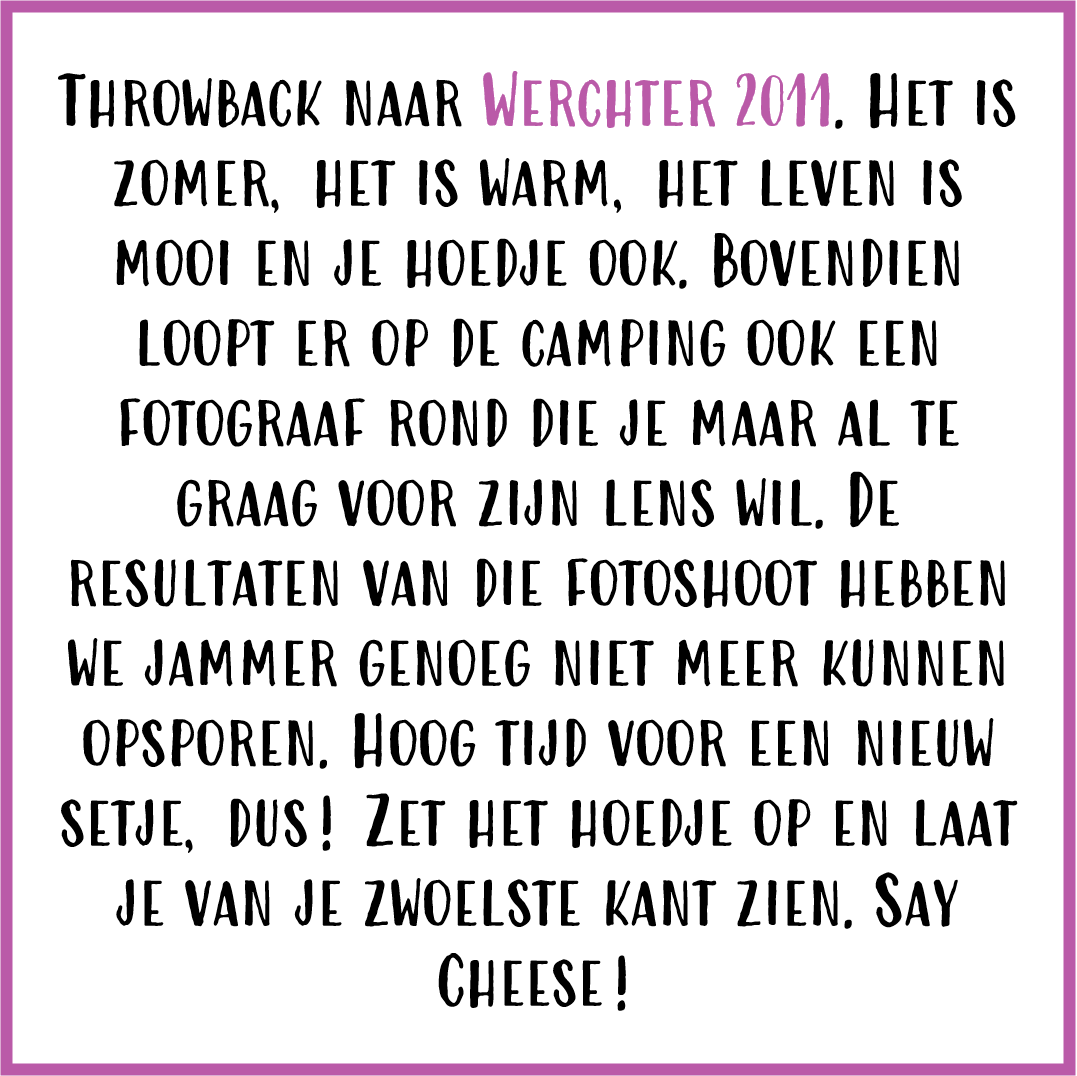 Throwback naar Werchter 2011. Het is
zomer, het is warm, het leven is
mooi en je hoedje ook. Bovendien
loopt er op de camping ook een
fotograaf rond die je maar al te
graag voor zijn lens wil. De
resultaten van die fotoshoot hebben
we jammer genoeg niet meer kunnen
opsporen. Hoog tijd voor een nieuw
setje, dus! Zet het hoedje op en laat
je van je zwoelste kant zien. Say
Cheese!